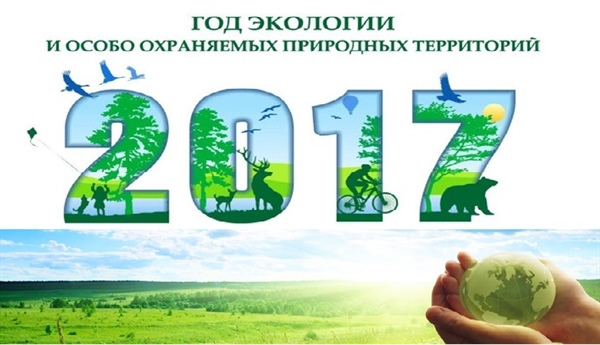 ГОД ЭКОЛОГИИ
И ОСОБО ОХРАНЯЕМЫХ ПРИРОДНЫХ ТЕРРИТОРИЙ
2017